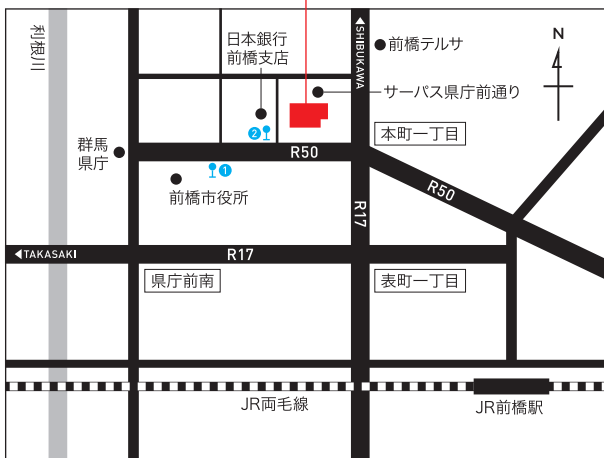 利根川
日本銀行
前橋支店
◀SHIBUKAWA
前橋テルサ
N
サーパス県庁前通り
❷
本町一丁目
群馬
県庁
R50
❶
前橋市役所
R50
R17
◀TAKASAKI
R17
県庁前南
表町一丁目
JR両毛線
JR前橋駅